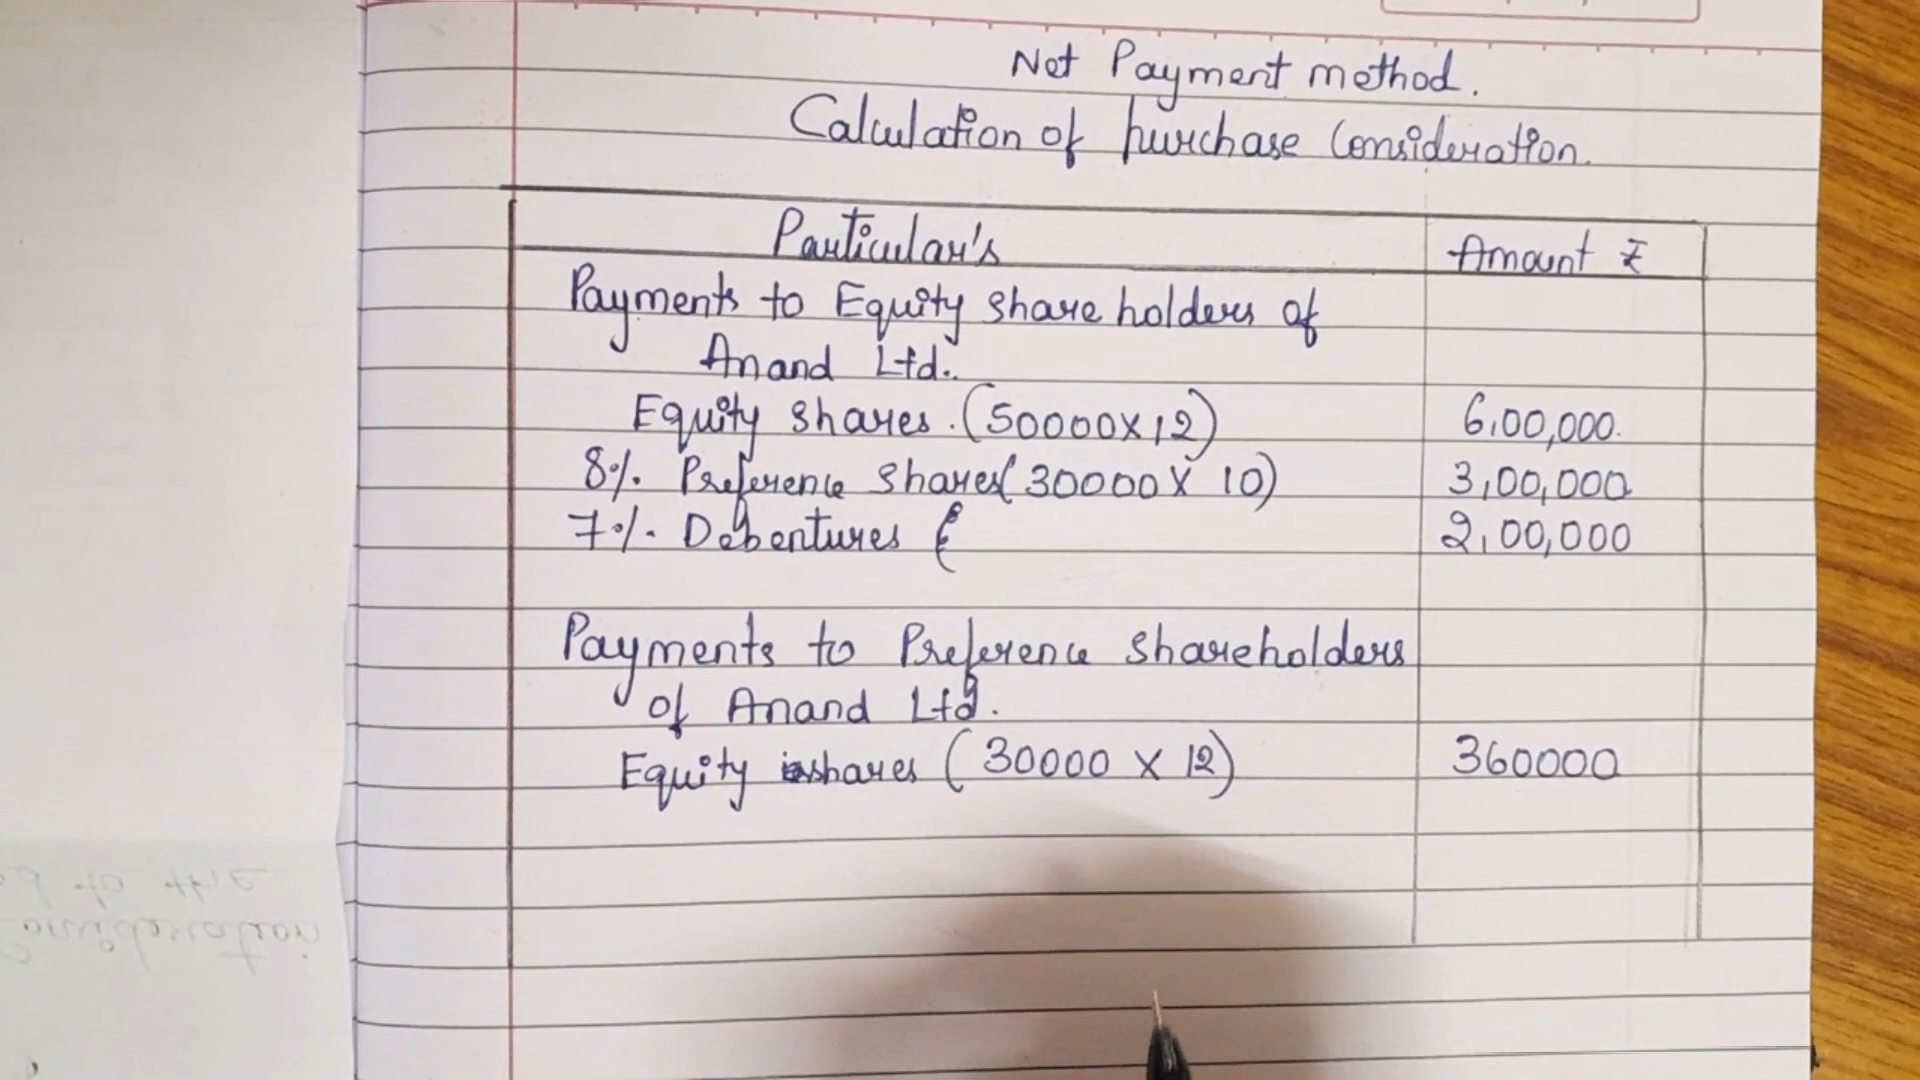 Net Payment method.
Calculation of Purchase Consideration.
Particular's Amount ₹
Payments to Equity share holders of
Anand Ltd.
Equity shares. (50000x12) 6,00,000.
8% Preference shares (30000 X 10) 3,00,000
7% Debentures ( 2,00,000
Payments to Preference shareholders
of Anand Ltd.
Equity shares (30000 x 12) 360000